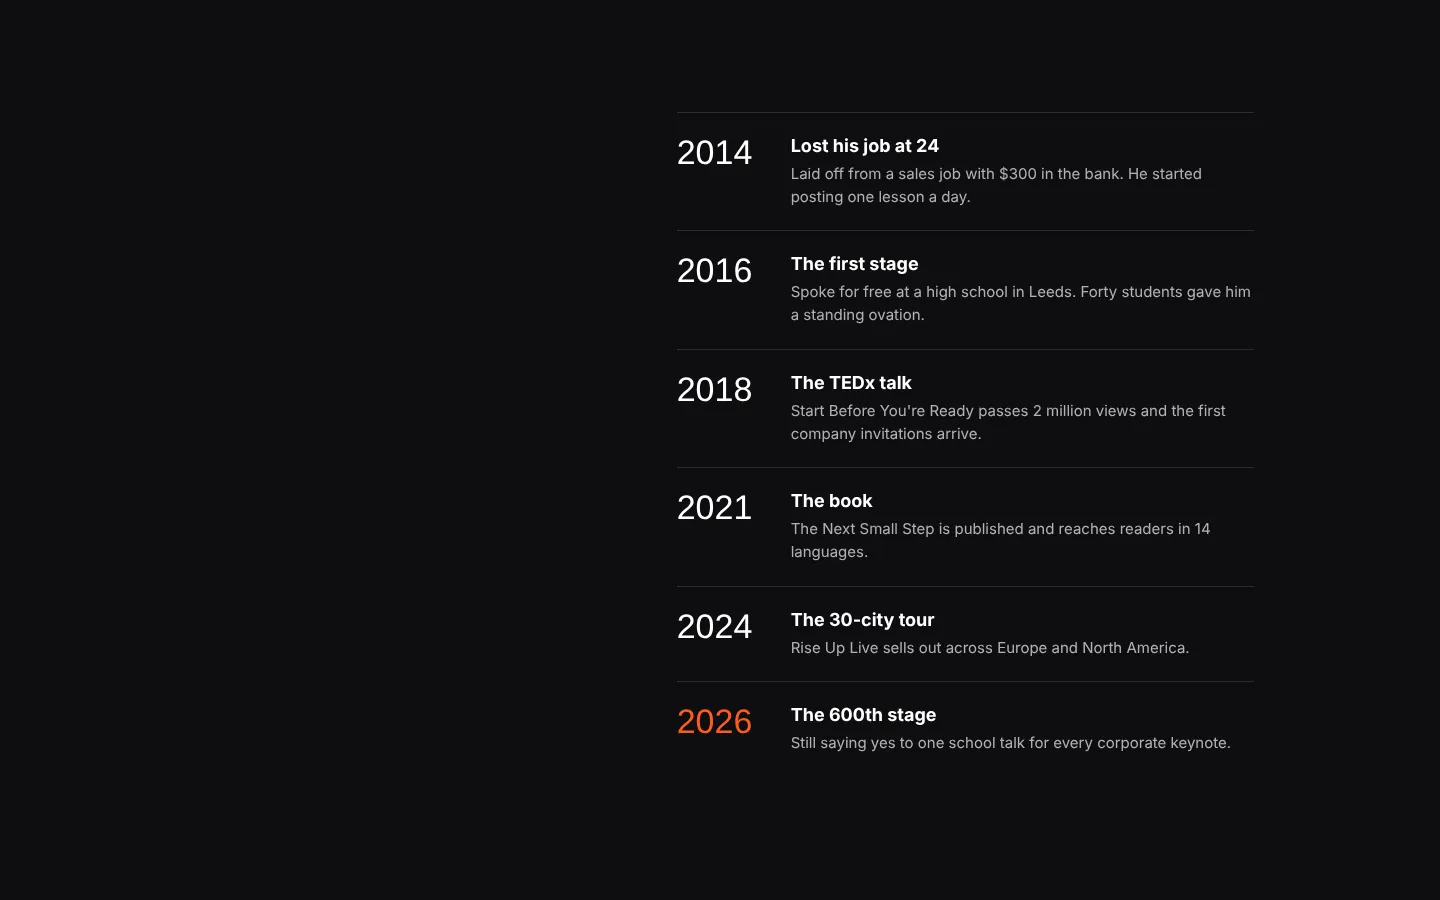 2014
Lost his job at 24
Laid off from a sales job with $300 in the bank. He started
posting one lesson a day.
2016
The first stage
Spoke for free at a high school in Leeds. Forty students gave him
a standing ovation.
2018
The TEDx talk
Start Before You're Ready passes 2 million views and the first
company invitations arrive.
2021
The book
The Next Small Step is published and reaches readers in 14
languages.
2024
The 30-city tour
Rise Up Live sells out across Europe and North America.
2026
The 600th stage
Still saying yes to one school talk for every corporate keynote.